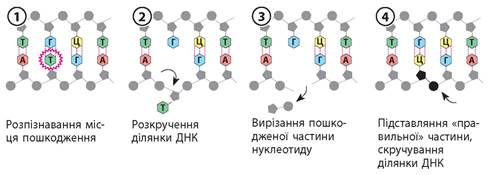 1
Т Г Ц Т
А Т Г А
Розпізнавання міс-
ця пошкодження
2
Т Г Ц Т
А Г А
Т
Розкручення
ділянки ДНК
3
Т Г Ц Т
А Г А
Вирізання пошко-
дженої частини
нуклеотиду
4
Т Г Ц Т
А Ц Г А
Підставляння «пра-
вильної» частини,
скручування
ділянки ДНК